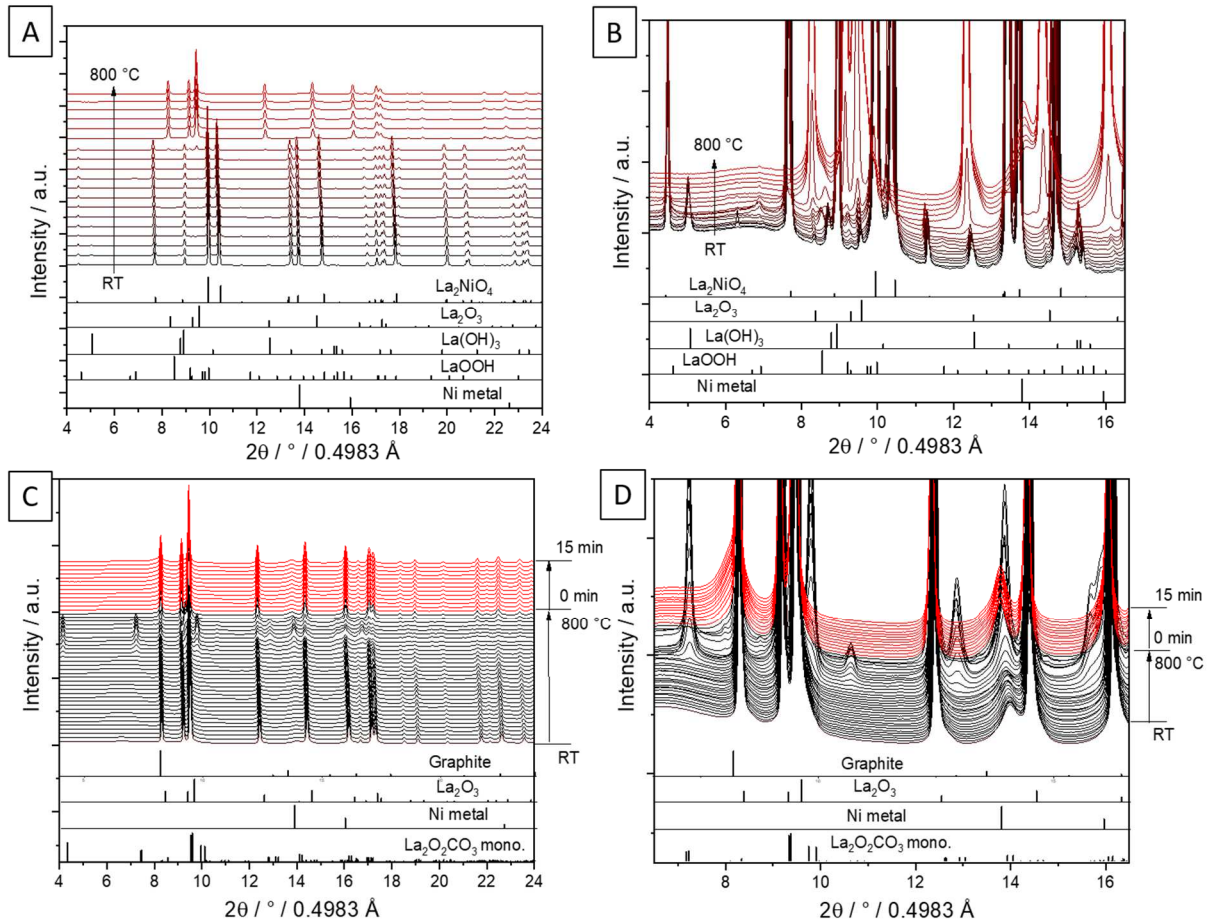 A
800 °C
RT
Intensity / a.u.
La₂NiO₄
La₂O₃
La(OH)₃
LaOOH
Ni metal
4 6 8 10 12 14 16 18 20 22 24
2θ / ° / 0.4983 Å
B
800 °C
RT
Intensity / a.u.
La₂NiO₄
La₂O₃
La(OH)₃
LaOOH
Ni metal
4 6 8 10 12 14 16
2θ / ° / 0.4983 Å
C
15 min
0 min
800 °C
RT
Intensity / a.u.
Graphite
La₂O₃
Ni metal
La₂O₂CO₃ mono.
4 6 8 10 12 14 16 18 20 22 24
2θ / ° / 0.4983 Å
D
15 min
0 min
800 °C
RT
Intensity / a.u.
Graphite
La₂O₃
Ni metal
La₂O₂CO₃ mono.
8 10 12 14 16
2θ / ° / 0.4983 Å